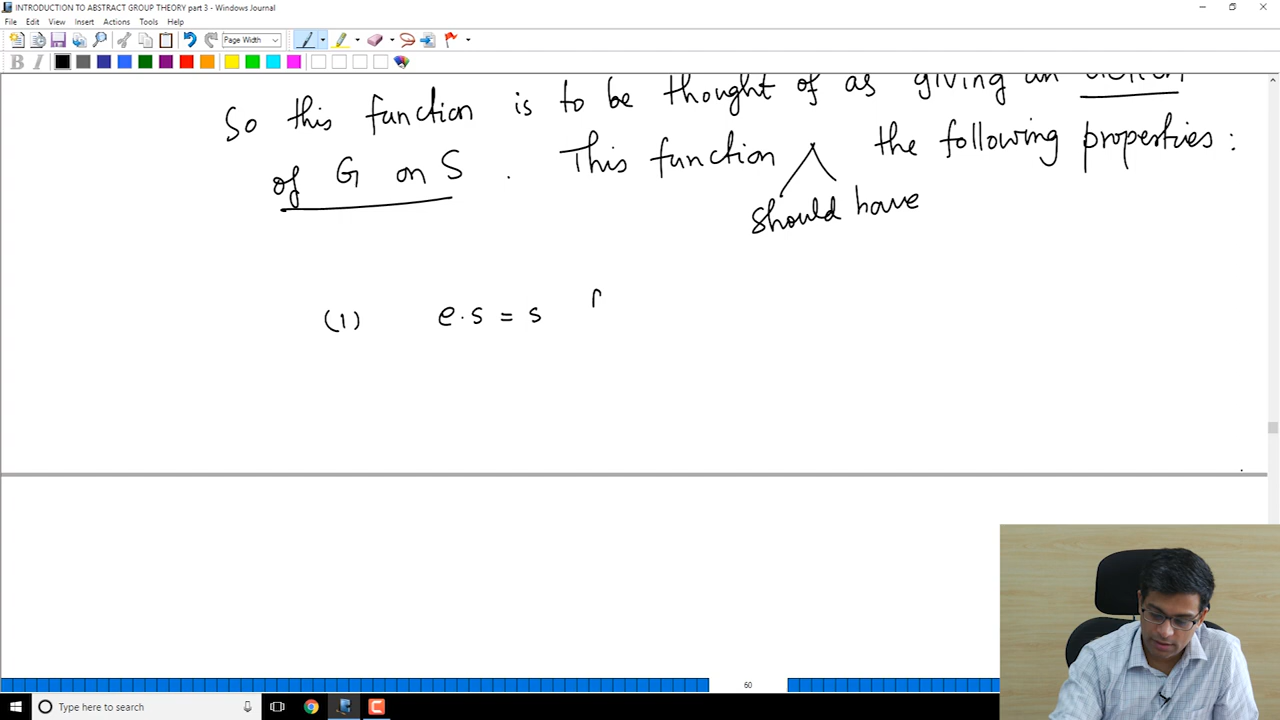 INTRODUCTION TO ABSTRACT GROUP THEORY part 3 - Windows Journal
File Edit View Insert Actions Tools Help
Page Width
B I
So this function is to be thought of as giving an action
of G on S . This function the following properties :
should have
(1) e.s = s
60
Type here to search